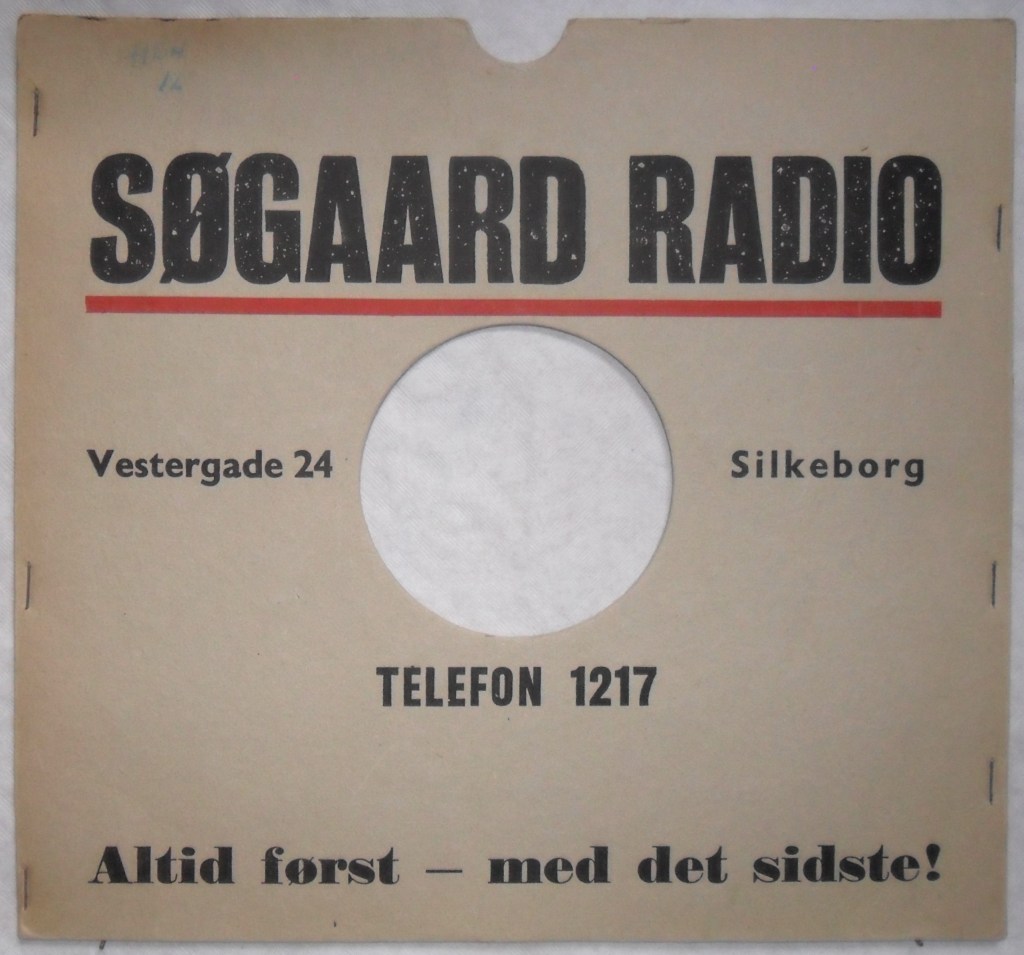 SØGAARD RADIO
Vestergade 24 Silkeborg
TELEFON 1217
Altid først — med det sidste!